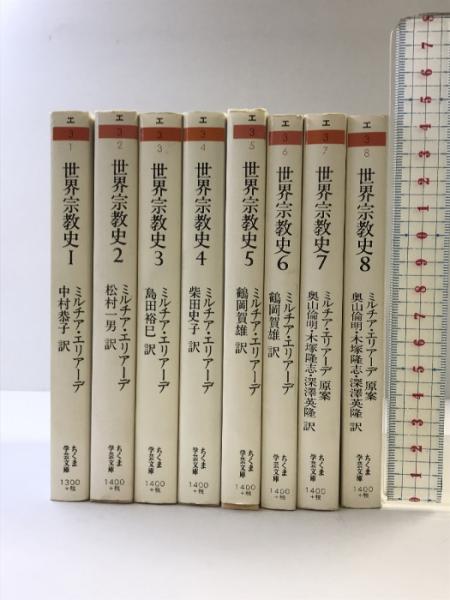 エ
3
1
世界宗教史 1
ミルチア・エリアーデ
中村恭子 訳
ちくま
学芸文庫
1300
+税
エ
3
2
世界宗教史 2
ミルチア・エリアーデ
松村一男 訳
ちくま
学芸文庫
1400
+税
エ
3
3
世界宗教史 3
ミルチア・エリアーデ
島田裕巳 訳
ちくま
学芸文庫
1400
+税
エ
3
4
世界宗教史 4
ミルチア・エリアーデ
柴田史子 訳
ちくま
学芸文庫
1400
+税
エ
3
5
世界宗教史 5
ミルチア・エリアーデ
鶴岡賀雄 訳
ちくま
学芸文庫
1400
+税
エ
3
6
世界宗教史 6
ミルチア・エリアーデ
鶴岡賀雄 訳
ちくま
学芸文庫
1400
+税
エ
3
7
世界宗教史 7
ミルチア・エリアーデ 原案
奥山倫明・木塚隆志・深澤英隆 訳
ちくま
学芸文庫
1400
+税
エ
3
8
世界宗教史 8
ミルチア・エリアーデ 原案
奥山倫明・木塚隆志・深澤英隆 訳
ちくま
学芸文庫
1400
+税